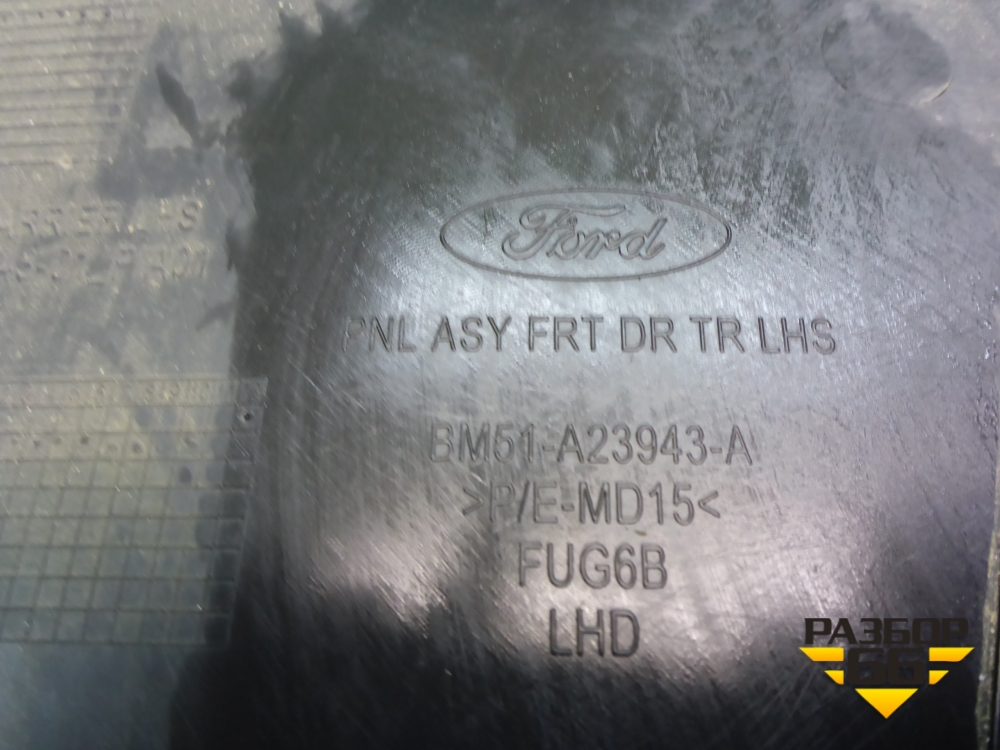 Ford
PNL ASY FRT DR TR LHS
BM51-A23943-A
>P/E-MD15<
FUG6B
LHD
РАЗБОР
66